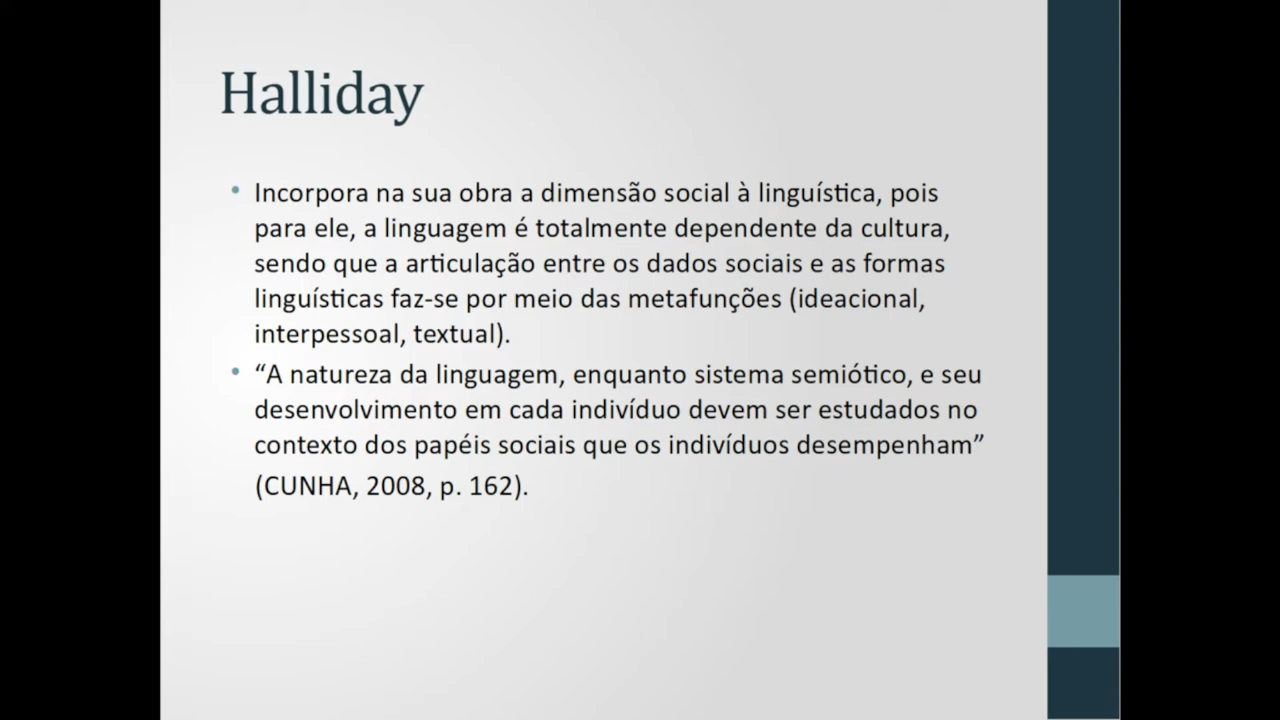 Halliday
• Incorpora na sua obra a dimensão social à linguística, pois
para ele, a linguagem é totalmente dependente da cultura,
sendo que a articulação entre os dados sociais e as formas
linguísticas faz-se por meio das metafunções (ideacional,
interpessoal, textual).
• “A natureza da linguagem, enquanto sistema semiótico, e seu
desenvolvimento em cada indivíduo devem ser estudados no
contexto dos papéis sociais que os indivíduos desempenham”
(CUNHA, 2008, p. 162).